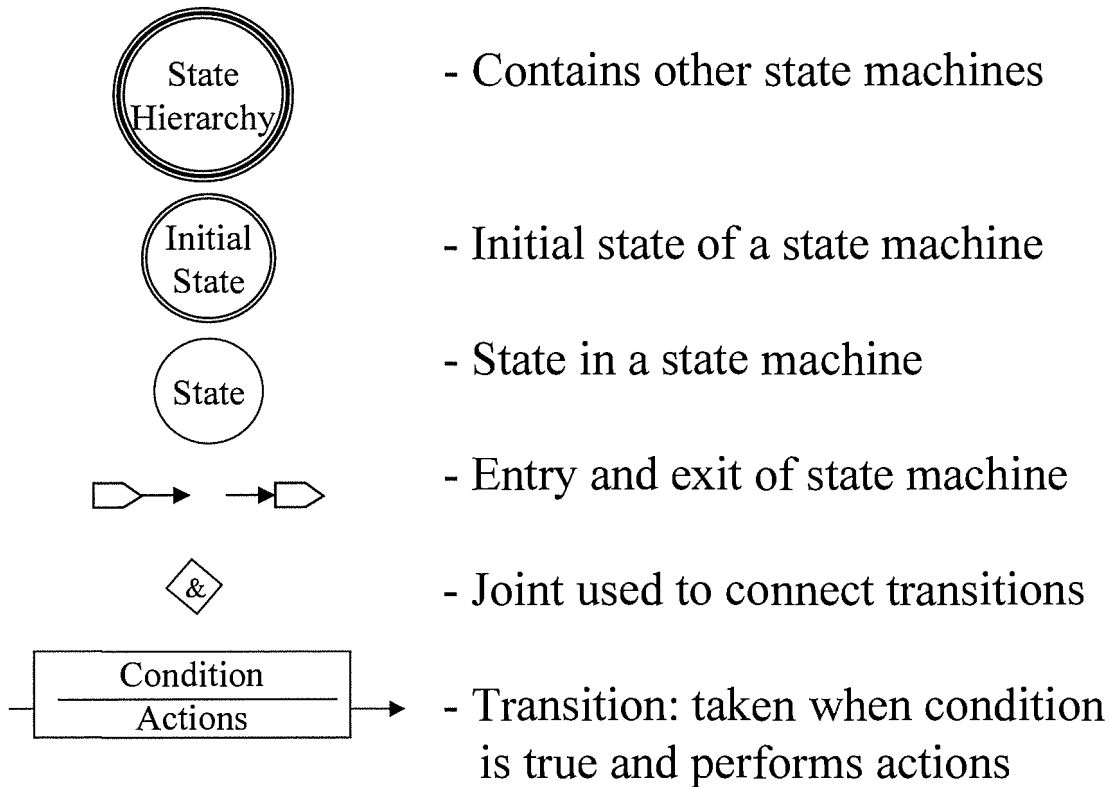 State
Hierarchy
- Contains other state machines
Initial
State
- Initial state of a state machine
State
- State in a state machine
- Entry and exit of state machine
&
- Joint used to connect transitions
Condition
Actions
- Transition: taken when condition
is true and performs actions